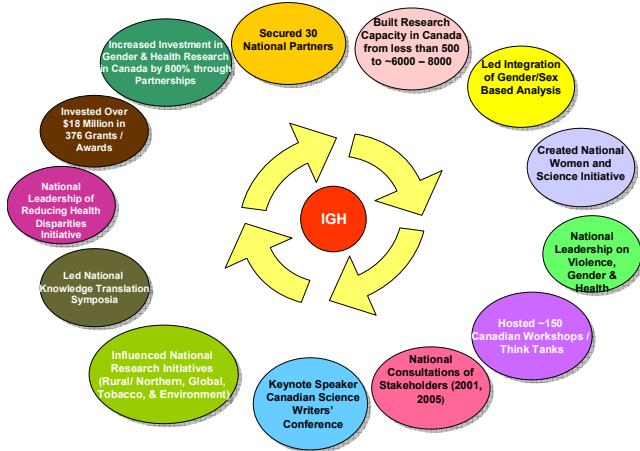 Secured 30
National Partners
Built Research
Capacity in Canada
from less than 500
to ~6000 – 8000
Led Integration
of Gender/Sex
Based Analysis
Created National
Women and
Science Initiative
National
Leadership on
Violence,
Gender &
Health
Hosted ~150
Canadian Workshops /
Think Tanks
National
Consultations of
Stakeholders (2001,
2005)
Keynote Speaker
Canadian Science
Writers'
Conference
Influenced National
Research Initiatives
(Rural/ Northern, Global,
Tobacco, & Environment)
Led National
Knowledge Translation
Symposia
National
Leadership of
Reducing Health
Disparities
Initiative
Invested Over
$18 Million in
376 Grants /
Awards
Increased Investment in
Gender & Health Research
in Canada by 800% through
Partnerships
IGH